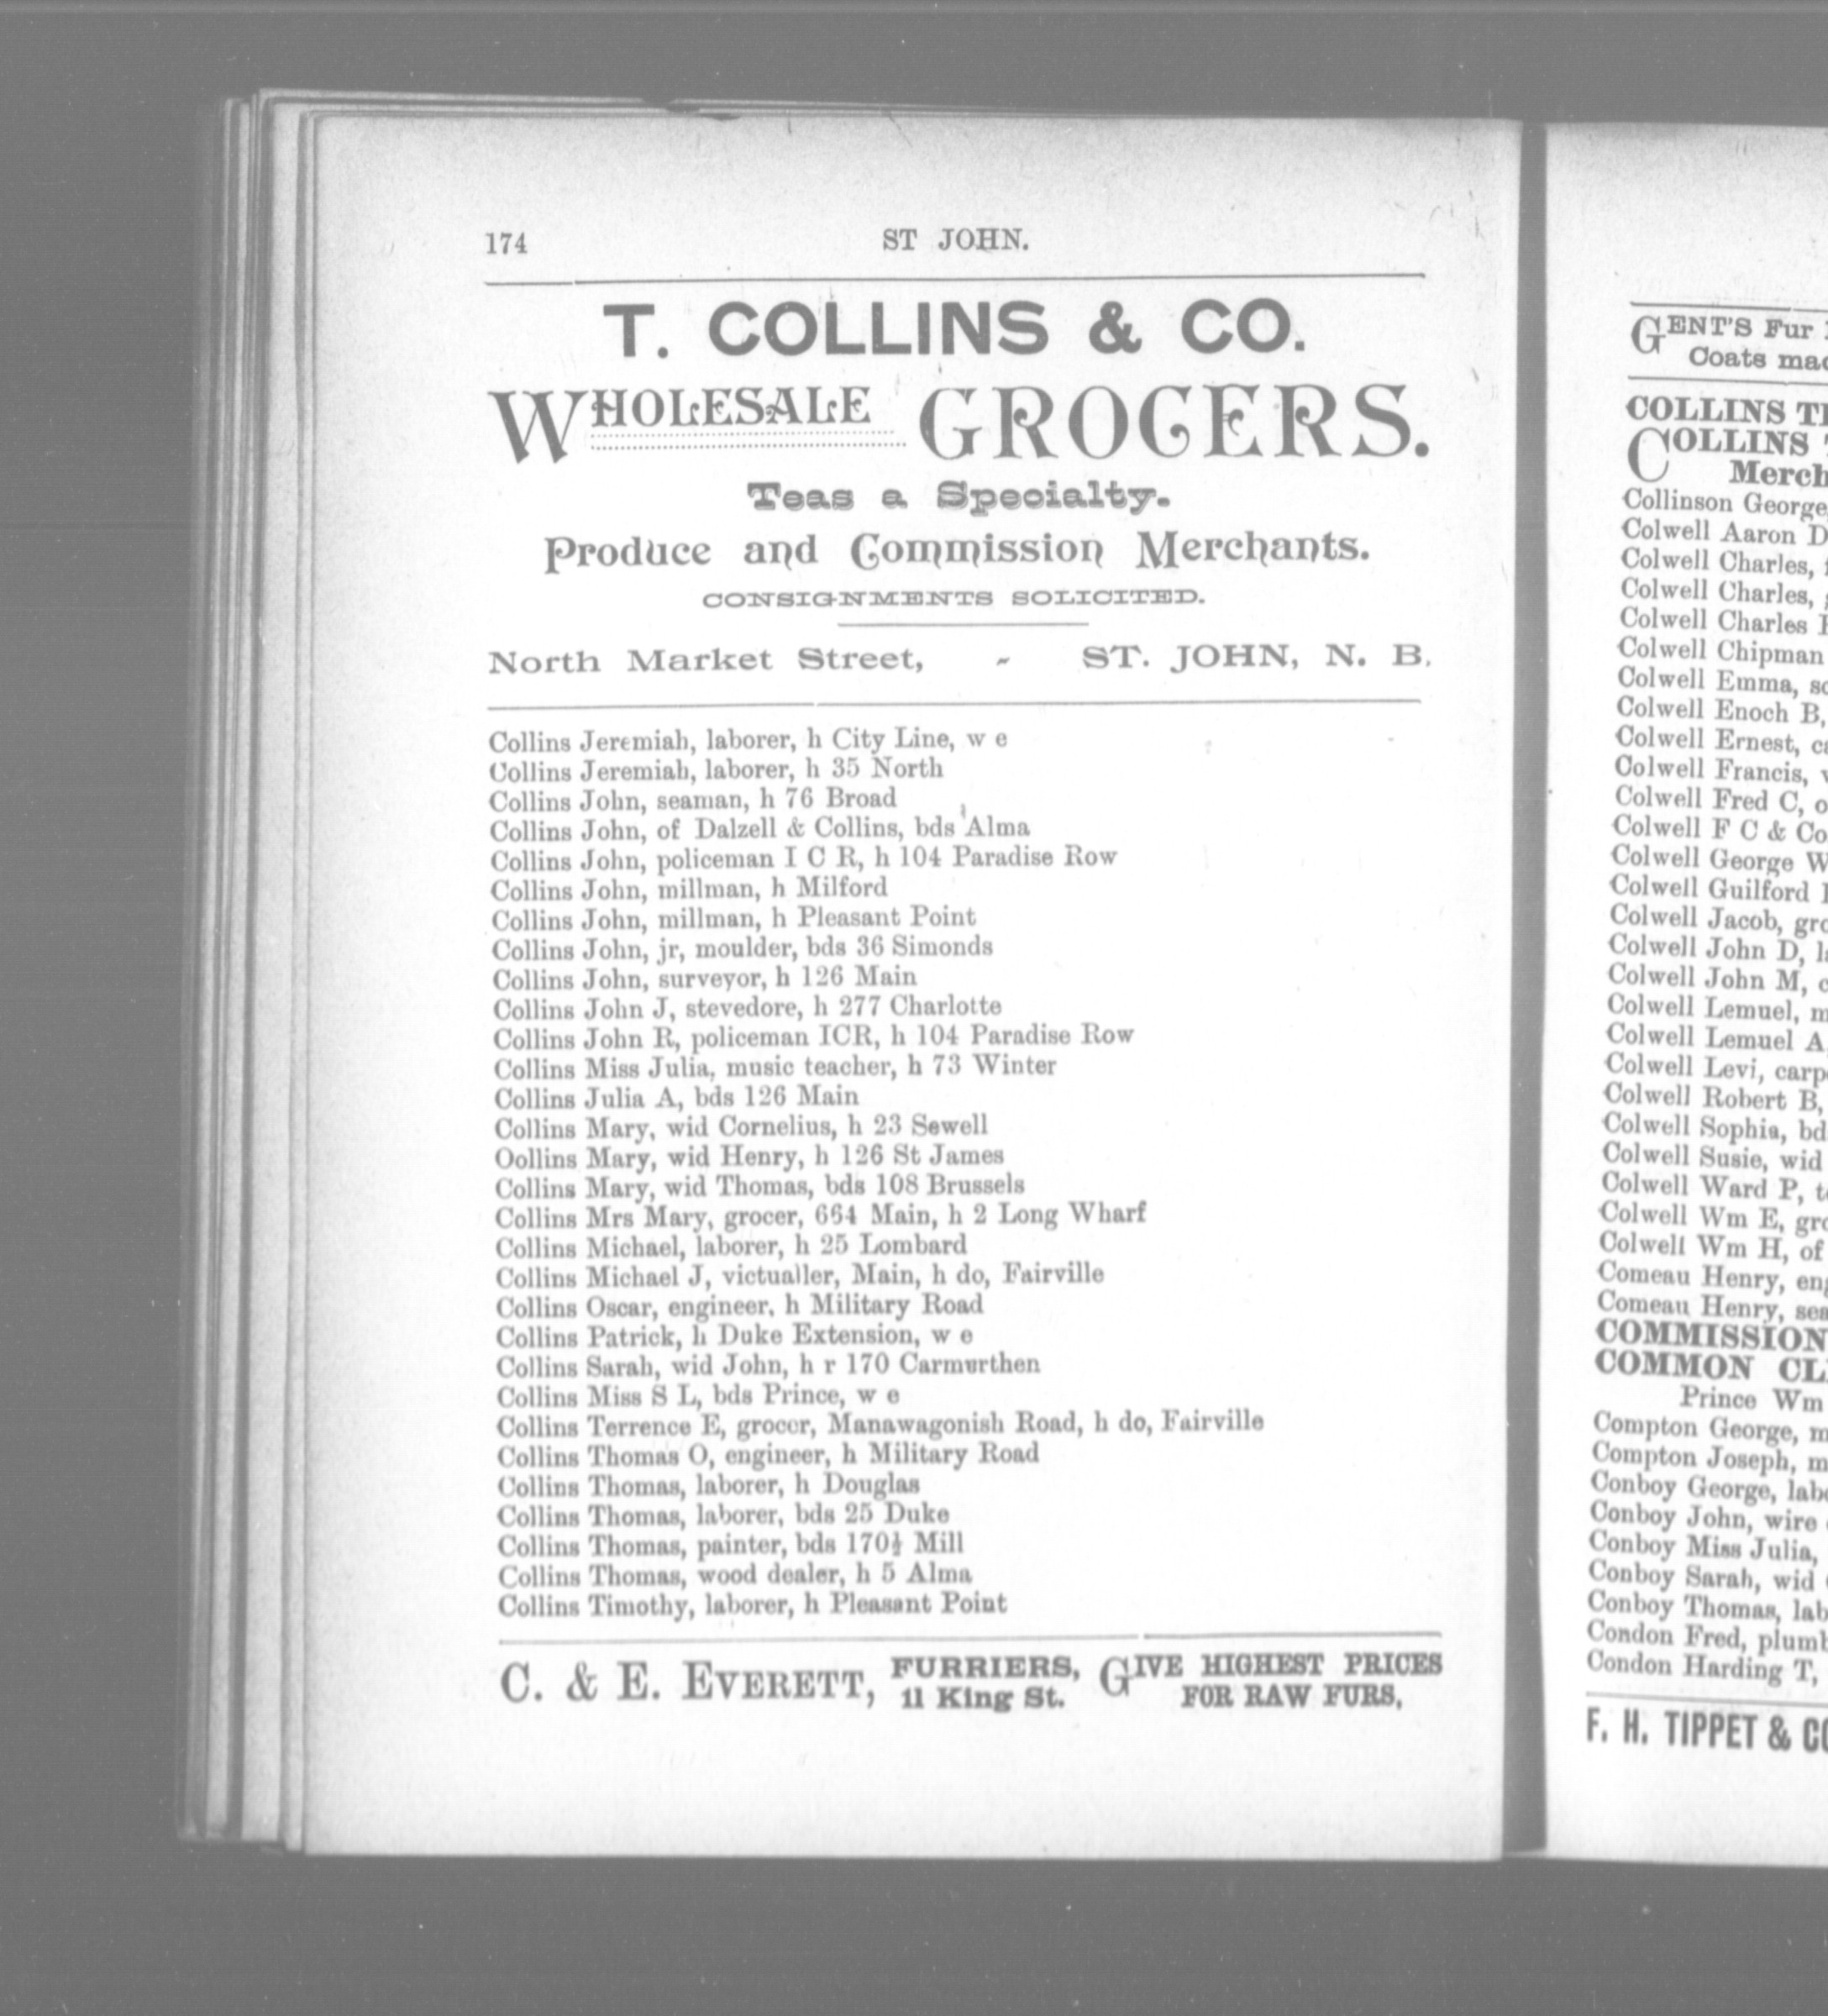 174
ST JOHN.
T. COLLINS & CO.
WHOLESALE GROCERS.
Teas a Specialty.
Produce and Commission Merchants.
CONSIGNMENTS SOLICITED.
North Market Street, - ST. JOHN, N. B.
Collins Jeremiah, laborer, h City Line, w e
Collins Jeremiah, laborer, h 35 North
Collins John, seaman, h 76 Broad
Collins John, of Dalzell & Collins, bds Alma
Collins John, policeman I C R, h 104 Paradise Row
Collins John, millman, h Milford
Collins John, millman, h Pleasant Point
Collins John, jr, moulder, bds 36 Simonds
Collins John, surveyor, h 126 Main
Collins John J, stevedore, h 277 Charlotte
Collins John R, policeman ICR, h 104 Paradise Row
Collins Miss Julia, music teacher, h 73 Winter
Collins Julia A, bds 126 Main
Collins Mary, wid Cornelius, h 23 Sewell
Oollins Mary, wid Henry, h 126 St James
Collins Mary, wid Thomas, bds 108 Brussels
Collins Mrs Mary, grocer, 664 Main, h 2 Long Wharf
Collins Michael, laborer, h 25 Lombard
Collins Michael J, victualler, Main, h do, Fairville
Collins Oscar, engineer, h Military Road
Collins Patrick, h Duke Extension, w e
Collins Sarah, wid John, h r 170 Carmurthen
Collins Miss S L, bds Prince, w e
Collins Terrence E, grocer, Manawagonish Road, h do, Fairville
Collins Thomas O, engineer, h Military Road
Collins Thomas, laborer, h Douglas
Collins Thomas, laborer, bds 25 Duke
Collins Thomas, painter, bds 170½ Mill
Collins Thomas, wood dealer, h 5 Alma
Collins Timothy, laborer, h Pleasant Point
C. & E. EVERETT, FURRIERS, 11 King St. GIVE HIGHEST PRICES FOR RAW FURS,
GENT'S Fur
Coats
COLLINS
COLLINS
Collinson George,
Colwell Aaron D
Colwell Charles,
Colwell Charles,
Colwell Charles
Colwell Chipman
Colwell Emma,
Colwell Enoch B,
Colwell Ernest,
Colwell Francis,
Colwell Fred C,
Colwell F C & Co
Colwell George W
Colwell Guilford
Colwell Jacob,
Colwell John D,
Colwell John M,
Colwell Lemuel,
Colwell Lemuel A,
Colwell Levi,
Colwell Robert B,
Colwell Sophia,
Colwell Susie, wid
Colwell Ward P,
Colwell Wm E,
Colwell Wm H, of
Comeau Henry,
Comeau Henry,
COMMISSION
COMMON
Prince Wm
Compton George,
Compton Joseph,
Conboy George,
Conboy John, wire
Conboy Miss Julia,
Conboy Sarah, wid
Conboy Thomas,
Condon Fred,
Condon Harding T,
F. H. TIPPET &